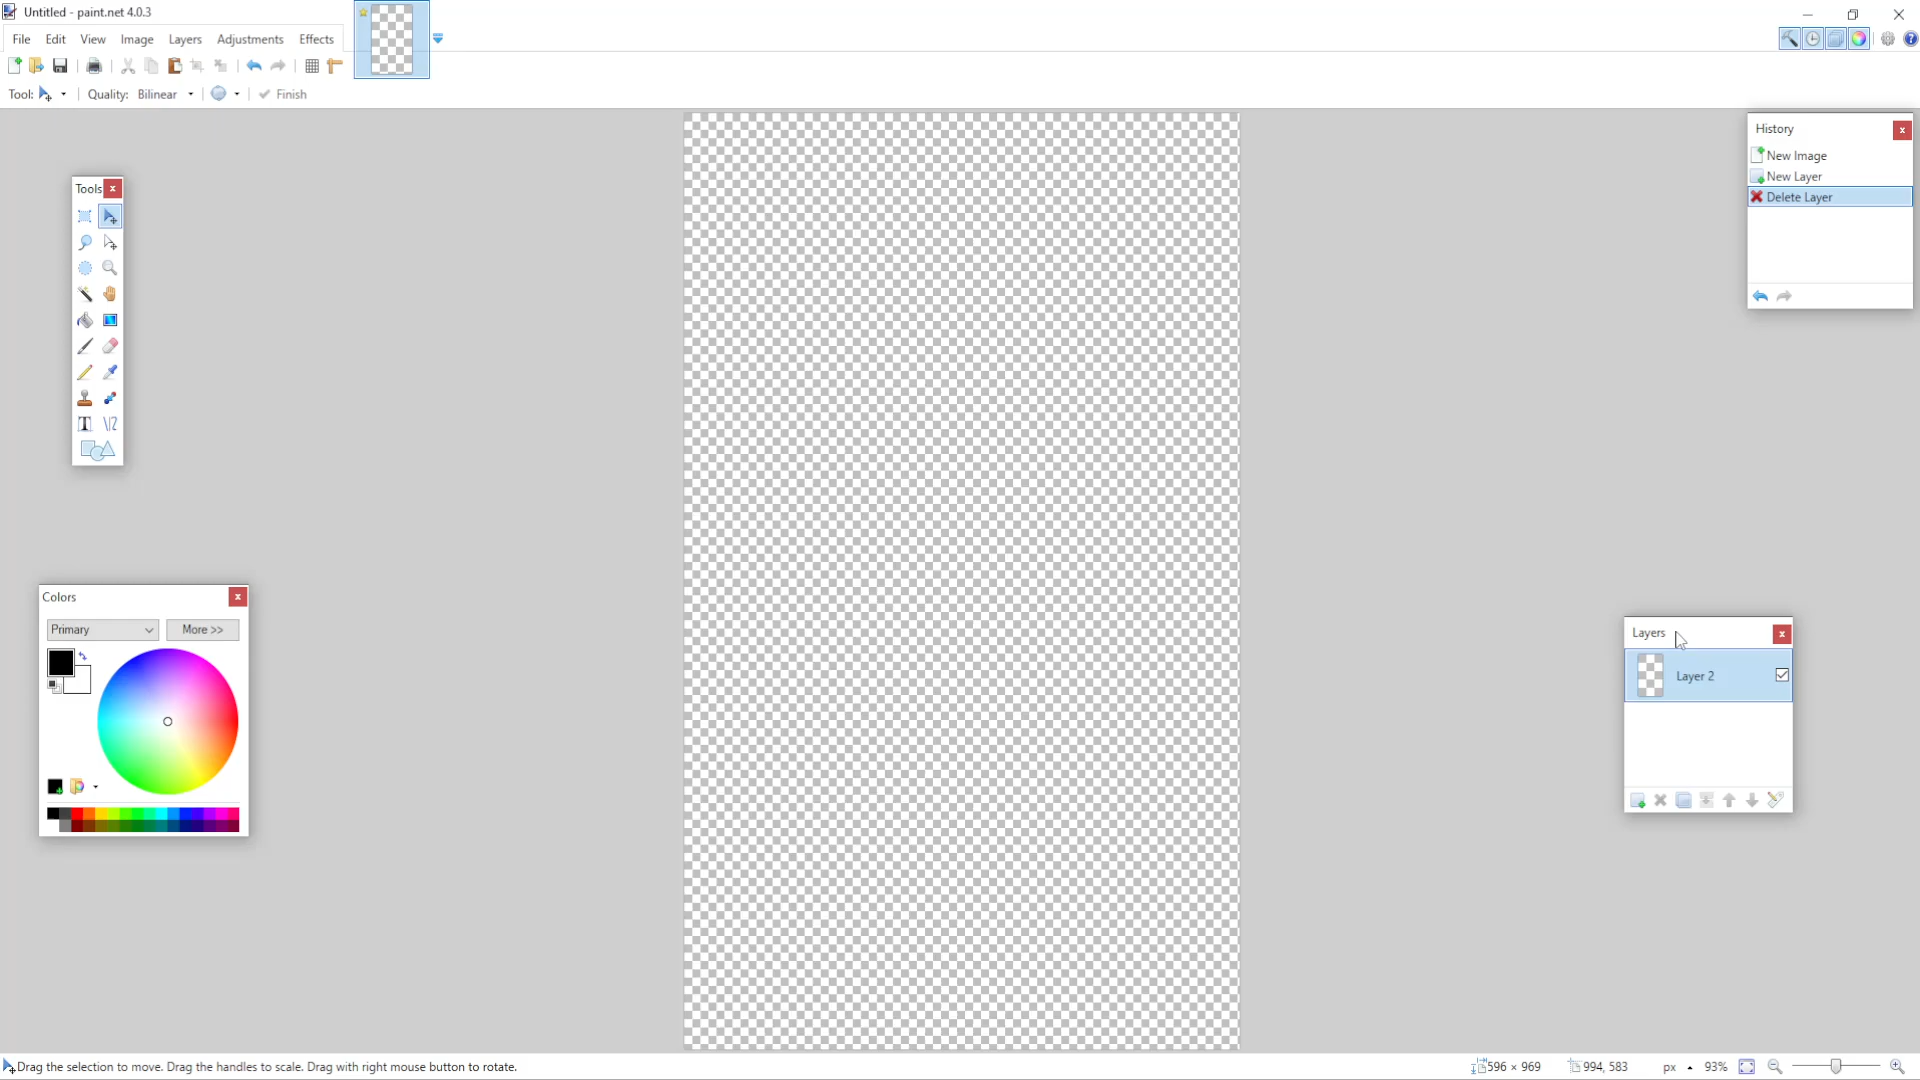 Untitled - paint.net 4.0.3
File Edit View Image Layers Adjustments Effects
Tool: Quality: Bilinear Finish
Tools
Colors
Primary More >>
History
New Image
New Layer
Delete Layer
Layers
Layer 2
Drag the selection to move. Drag the handles to scale. Drag with right mouse button to rotate. 596 × 969 994, 583 px 93%